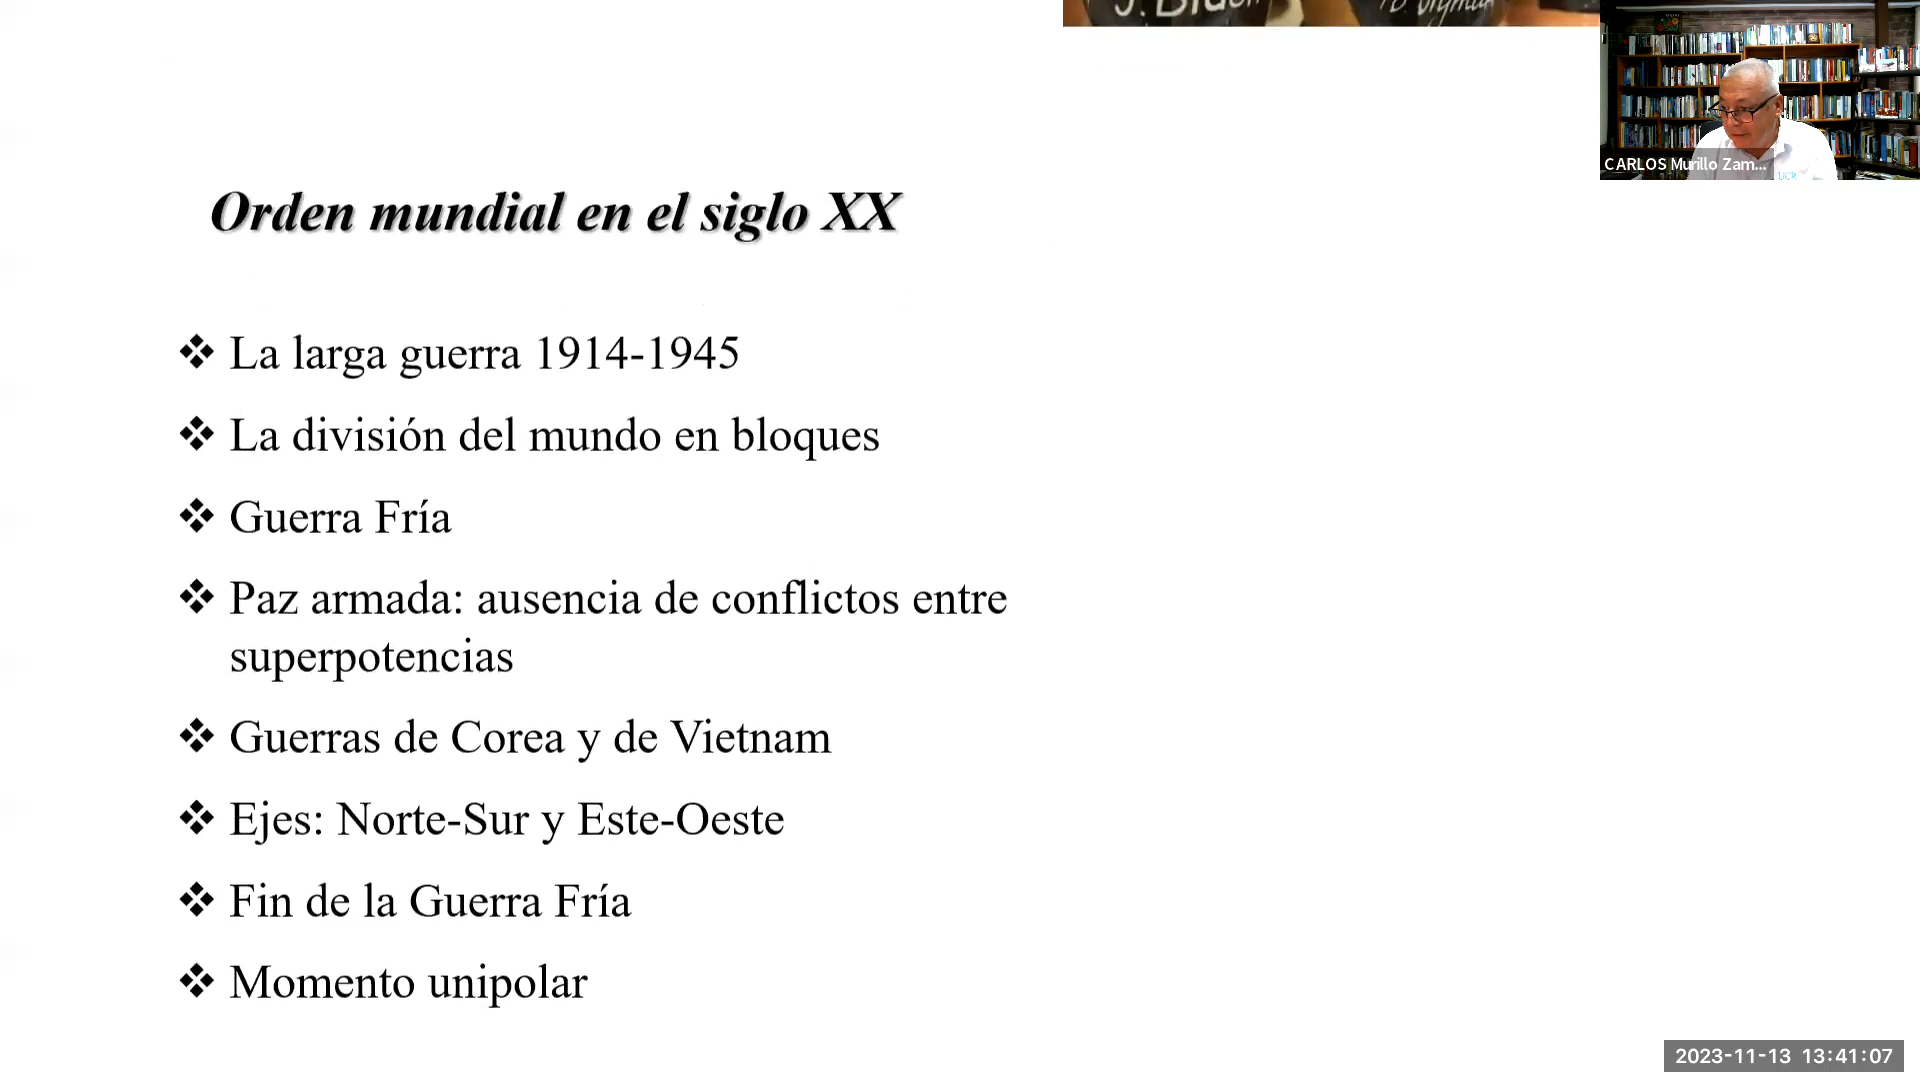 Orden mundial en el siglo XX
❖ La larga guerra 1914-1945
❖ La división del mundo en bloques
❖ Guerra Fría
❖ Paz armada: ausencia de conflictos entre
superpotencias
❖ Guerras de Corea y de Vietnam
❖ Ejes: Norte-Sur y Este-Oeste
❖ Fin de la Guerra Fría
❖ Momento unipolar
CARLOS Murillo Zam...
UCR
2023-11-13 13:41:07